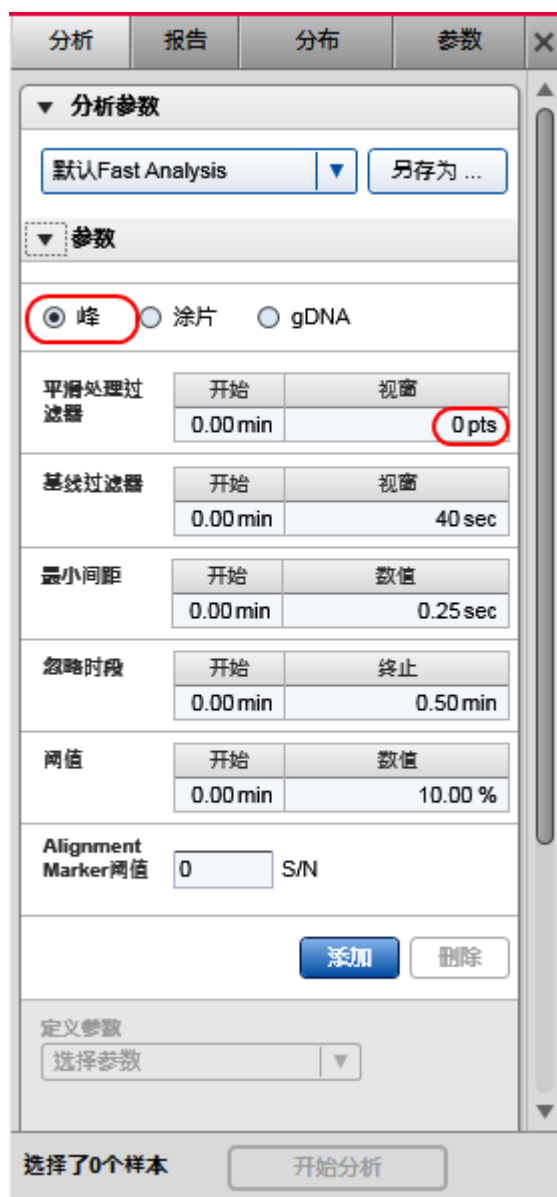 分析 报告 分布 参数
分析参数
默认Fast Analysis 另存为 ...
参数
峰 涂片 gDNA
平滑处理过
滤器
开始 视窗
0.00 min 0 pts
基线过滤器
开始 视窗
0.00 min 40 sec
最小间距
开始 数值
0.00 min 0.25 sec
忽略时段
开始 终止
0.00 min 0.50 min
阈值
开始 数值
0.00 min 10.00 %
Alignment
Marker阈值 0 S/N
添加 删除
定义参数
选择参数
选择了0个样本 开始分析